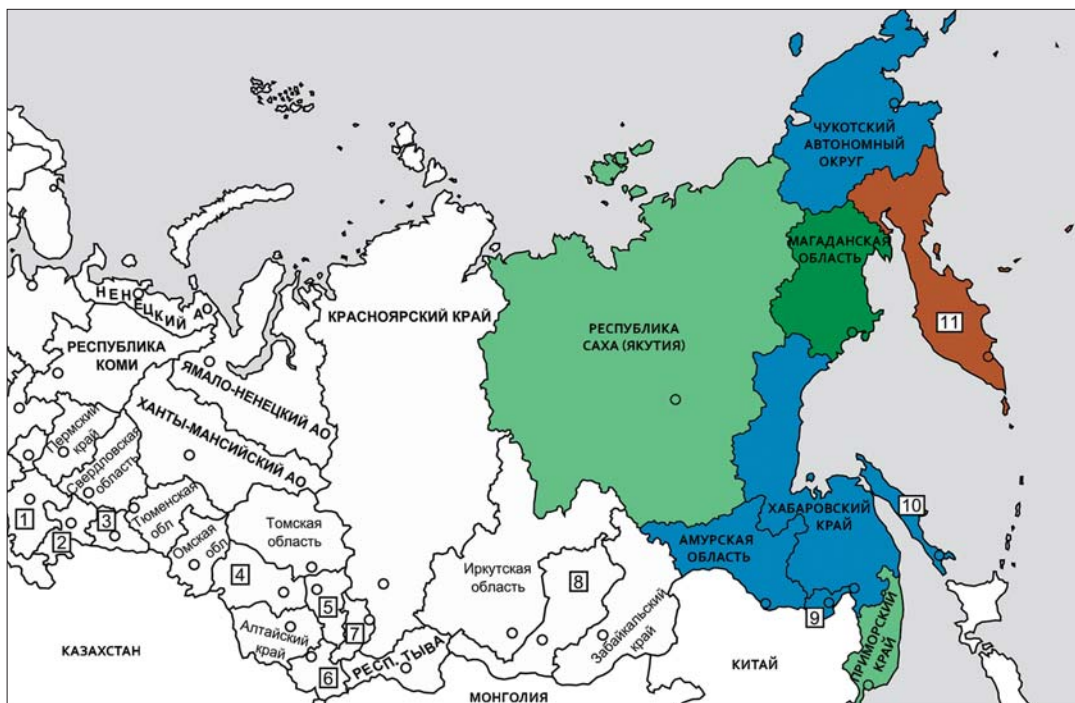 ЧУКОТСКИЙ
АВТОНОМНЫЙ
ОКРУГ
МАГАДАНСКАЯ
ОБЛАСТЬ
НЕНЕЦКИЙ АО
КРАСНОЯРСКИЙ КРАЙ
РЕСПУБЛИКА
САХА (ЯКУТИЯ)
11
РЕСПУБЛИКА
КОМИ
ЯМАЛО-НЕНЕЦКИЙ АО
ХАНТЫ-МАНСИЙСКИЙ АО
Пермский
край
Свердловская
область
1
2
3
Тюменская
обл
Омская
обл
Томская
область
4
5
6
7
Алтайский
край
РЕСП. ТЫВА
Иркутская
область
8
Забайкальский
край
АМУРСКАЯ
ОБЛАСТЬ
ХАБАРОВСКИЙ
КРАЙ
10
9
ПРИМОРСКИЙ
КРАЙ
КАЗАХСТАН
МОНГОЛИЯ
КИТАЙ